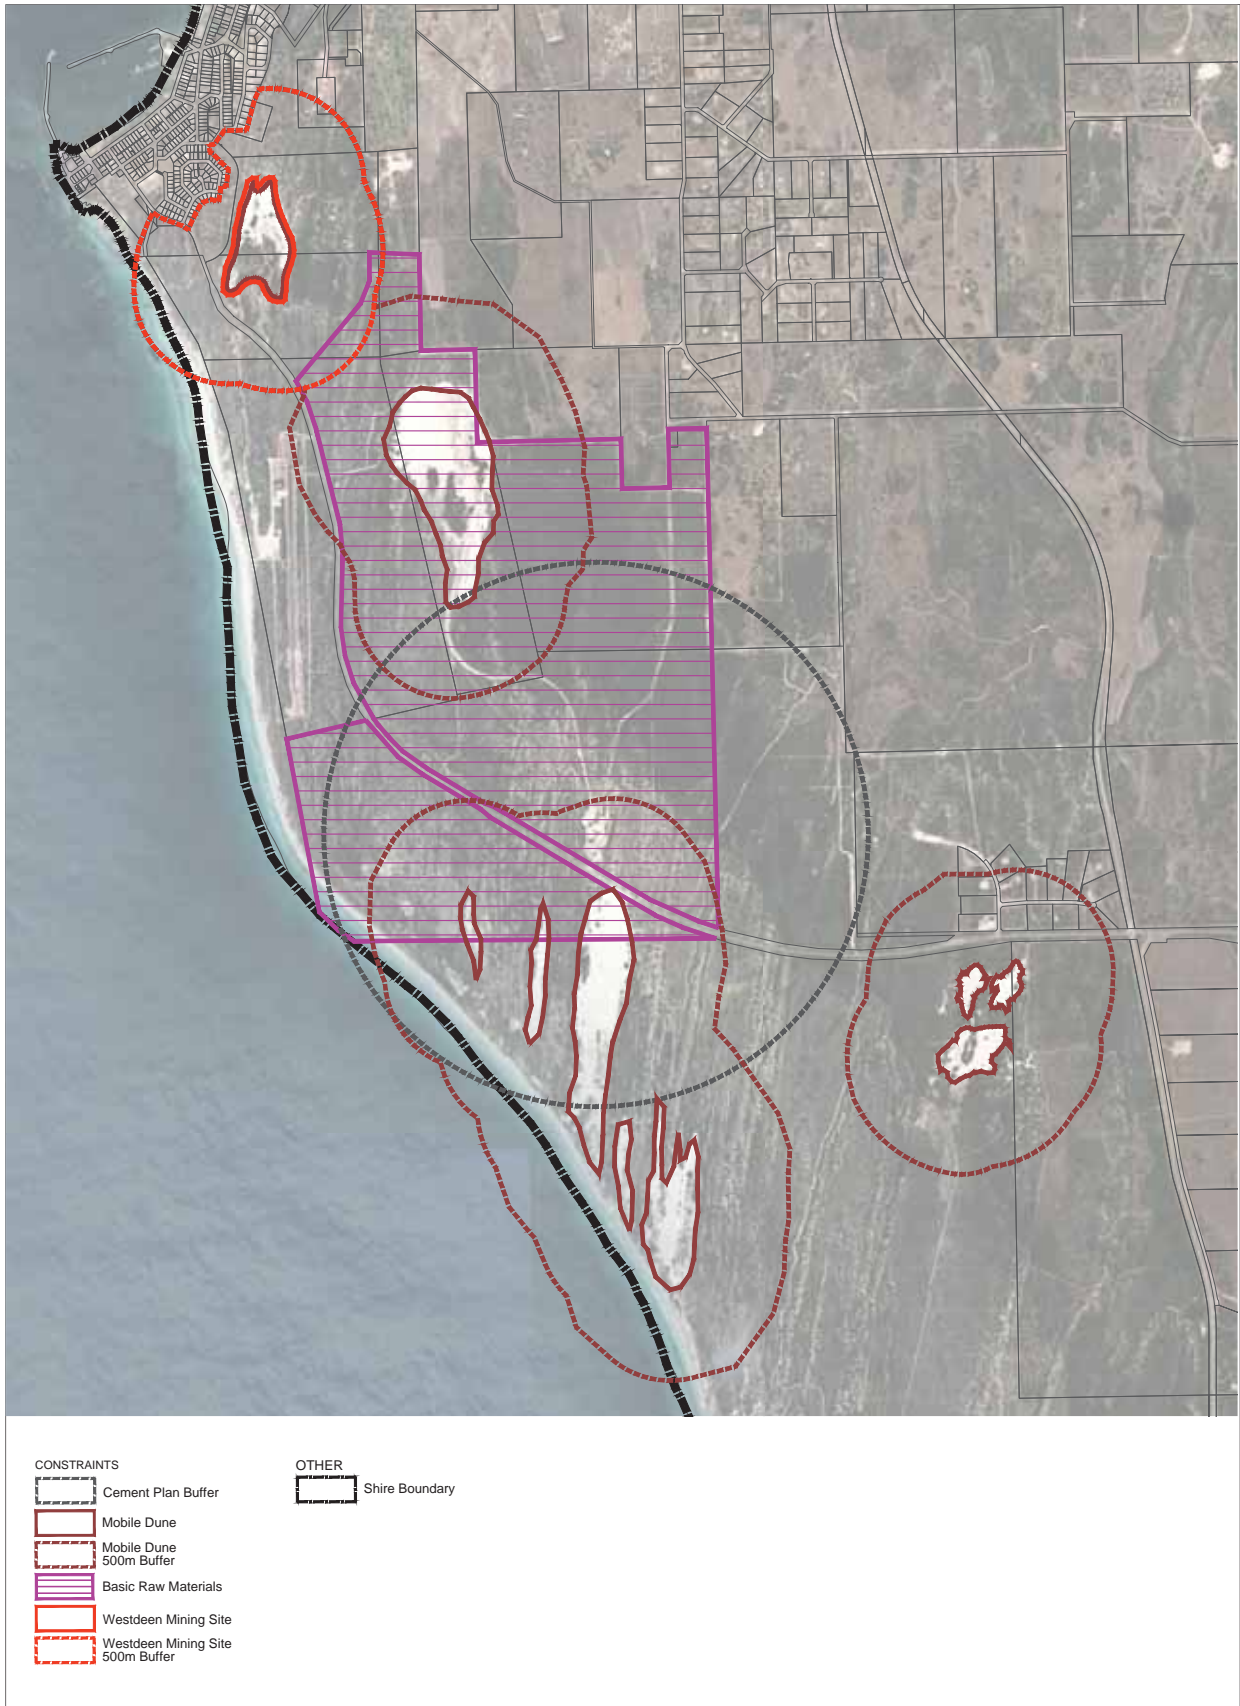 CONSTRAINTS
Cement Plan Buffer
Mobile Dune
Mobile Dune
500m Buffer
Basic Raw Materials
Westdeen Mining Site
Westdeen Mining Site
500m Buffer
OTHER
Shire Boundary